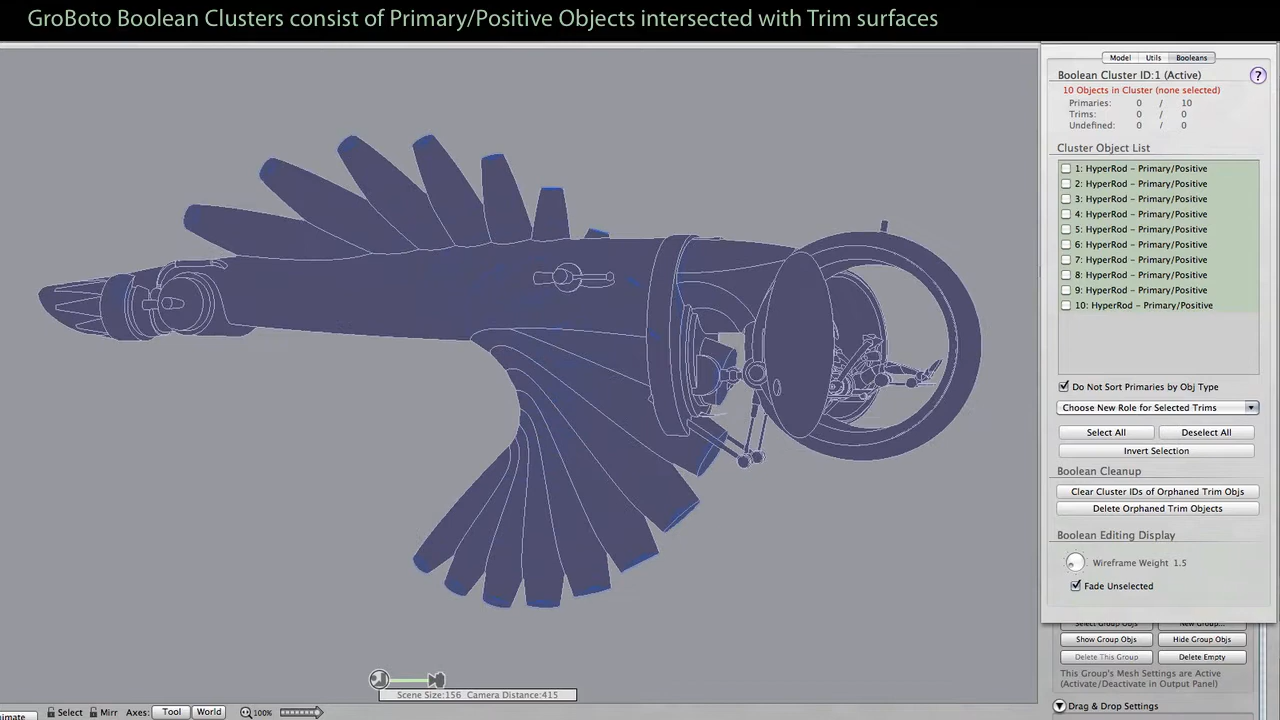 GroBoto Boolean Clusters consist of Primary/Positive Objects intersected with Trim surfaces
Model Utils Booleans
Boolean Cluster ID:1 (Active) ?
10 Objects in Cluster (none selected)
Primaries: 0 / 10
Trims: 0 / 0
Undefined: 0 / 0
Cluster Object List
1: HyperRod - Primary/Positive
2: HyperRod - Primary/Positive
3: HyperRod - Primary/Positive
4: HyperRod - Primary/Positive
5: HyperRod - Primary/Positive
6: HyperRod - Primary/Positive
7: HyperRod - Primary/Positive
8: HyperRod - Primary/Positive
9: HyperRod - Primary/Positive
10: HyperRod - Primary/Positive
Do Not Sort Primaries by Obj Type
Choose New Role for Selected Trims
Select All Deselect All
Invert Selection
Boolean Cleanup
Clear Cluster IDs of Orphaned Trim Objs
Delete Orphaned Trim Objects
Boolean Editing Display
Wireframe Weight 1.5
Fade Unselected
Select Group Objs New Group...
Show Group Objs Hide Group Objs
Delete This Group Delete Empty
This Group's Mesh Settings are Active
(Activate/Deactivate in Output Panel)
Drag & Drop Settings
Scene Size:156 Camera Distance:415
nimate Select Mirr Axes: Tool World 100%